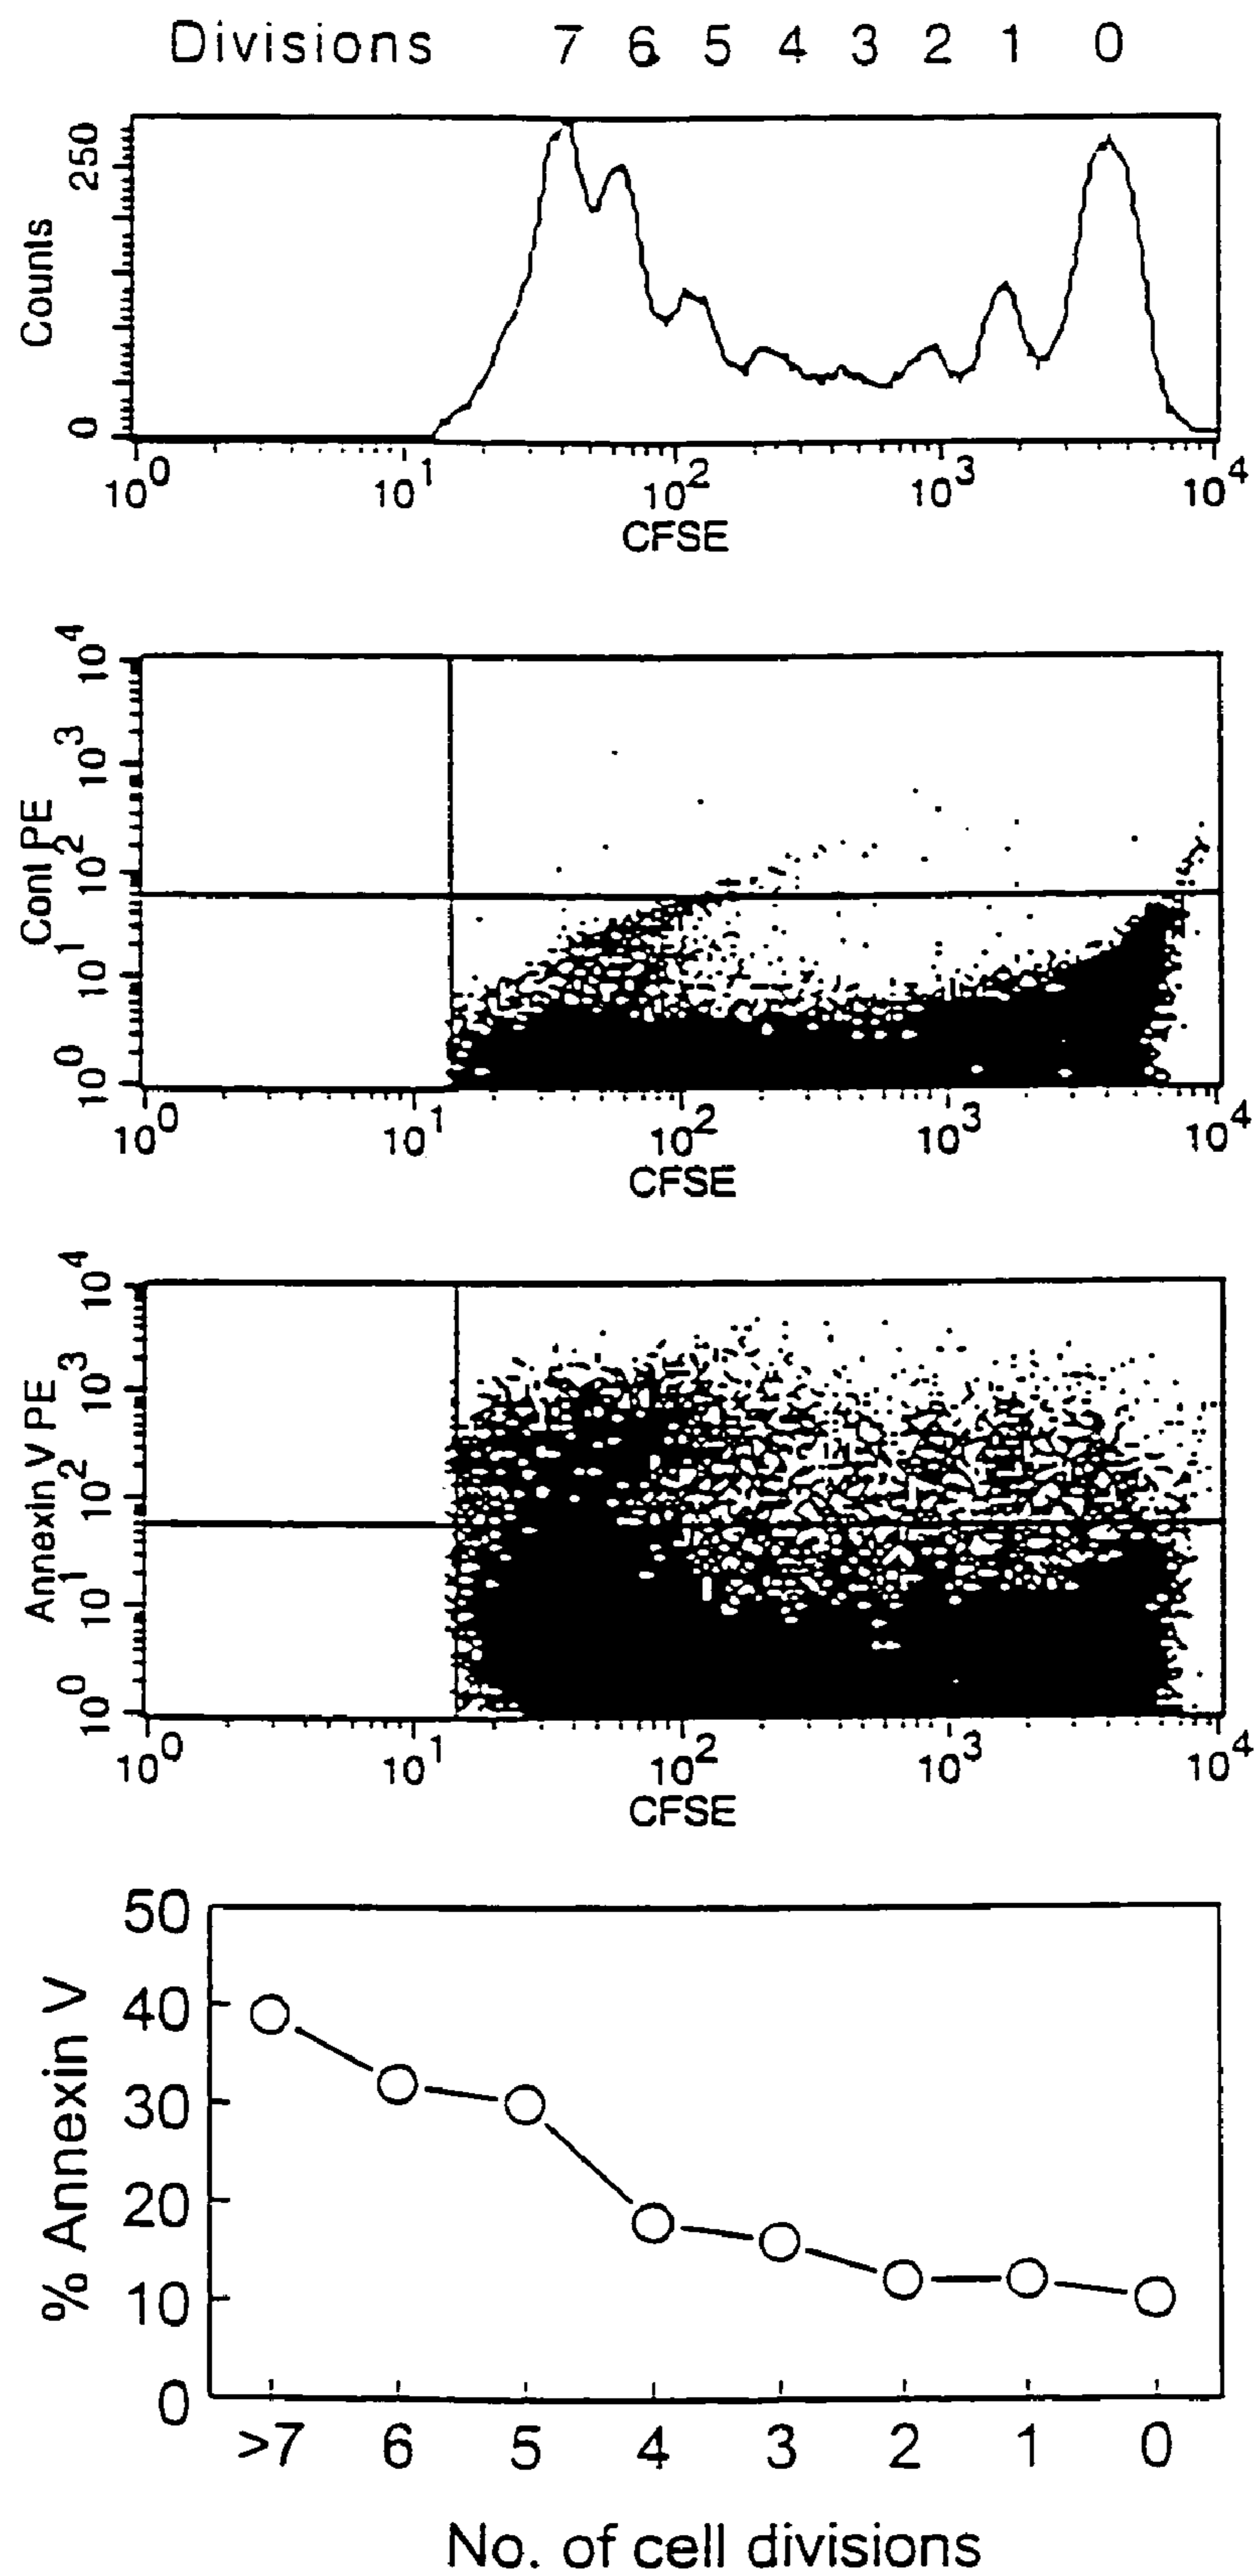 Divisions 7 6 5 4 3 2 1 0
250
Counts
0
10^0 10^1 10^2 10^3 10^4
CFSE
10^4
10^3
Cont PE
10^2
10^1
10^0
10^0 10^1 10^2 10^3 10^4
CFSE
10^4
10^3
Annexin V PE
10^2
10^1
10^0
10^0 10^1 10^2 10^3 10^4
CFSE
50
40
% Annexin V
30
20
10
0
>7 6 5 4 3 2 1 0
No. of cell divisions